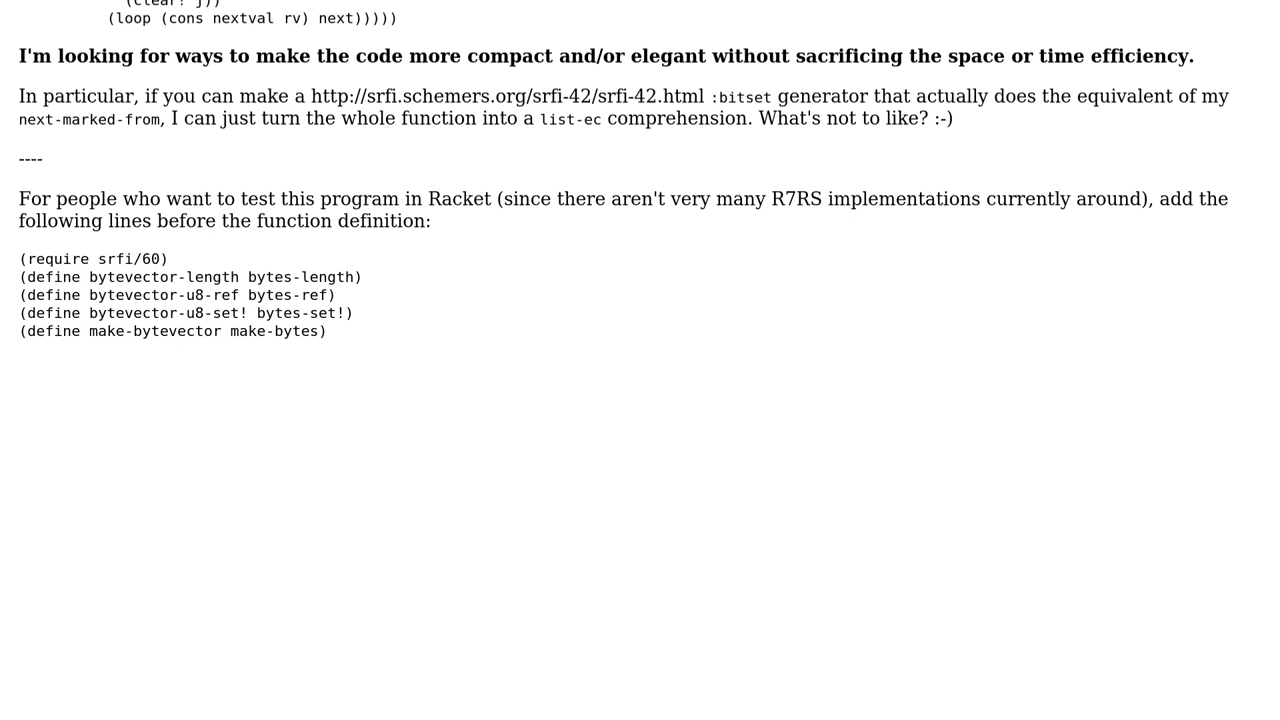 (clear! j))
(loop (cons nextval rv) next)))))
I'm looking for ways to make the code more compact and/or elegant without sacrificing the space or time efficiency.
In particular, if you can make a http://srfi.schemers.org/srfi-42/srfi-42.html :bitset generator that actually does the equivalent of my
next-marked-from, I can just turn the whole function into a list-ec comprehension. What's not to like? :-)
----
For people who want to test this program in Racket (since there aren't very many R7RS implementations currently around), add the
following lines before the function definition:
(require srfi/60)
(define bytevector-length bytes-length)
(define bytevector-u8-ref bytes-ref)
(define bytevector-u8-set! bytes-set!)
(define make-bytevector make-bytes)